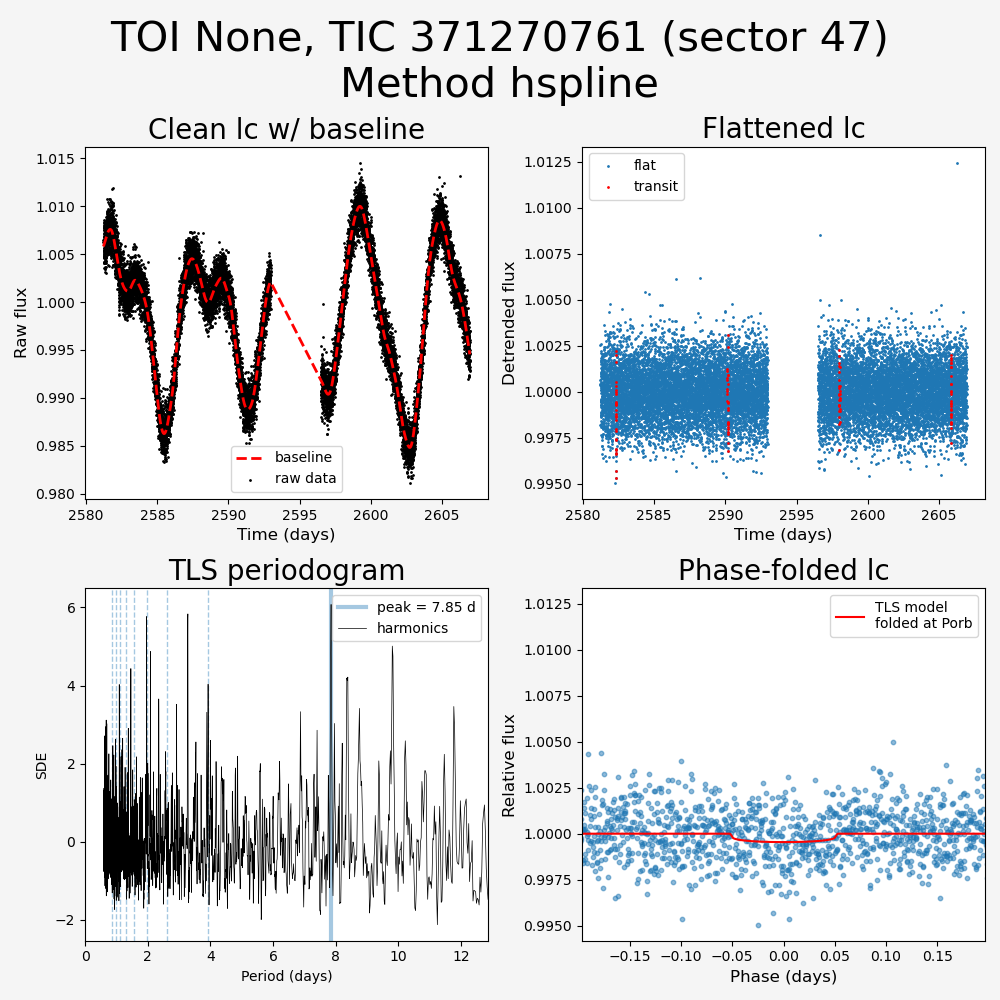 TOI None, TIC 371270761 (sector 47)
Method hspline
Clean lc w/ baseline
Raw flux
1.015
1.010
1.005
1.000
0.995
0.990
0.985
0.980
baseline
raw data
2580 2585 2590 2595 2600 2605
Time (days)
Flattened lc
Detrended flux
1.0125
1.0100
1.0075
1.0050
1.0025
1.0000
0.9975
0.9950
flat
transit
2580 2585 2590 2595 2600 2605
Time (days)
TLS periodogram
SDE
6
4
2
0
−2
peak = 7.85 d
harmonics
0 2 4 6 8 10 12
Period (days)
Phase-folded lc
Relative flux
1.0125
1.0100
1.0075
1.0050
1.0025
1.0000
0.9975
0.9950
TLS model
folded at Porb
−0.15 −0.10 −0.05 0.00 0.05 0.10 0.15
Phase (days)